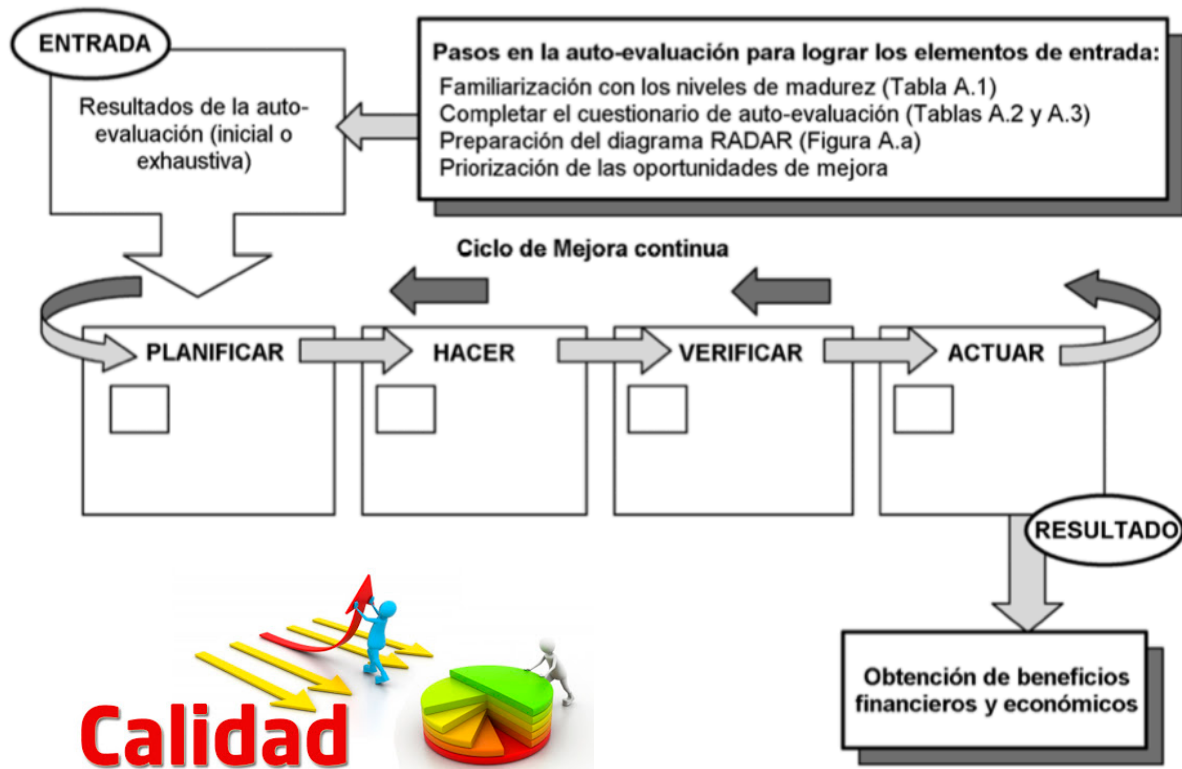 ENTRADA
Resultados de la auto-
evaluación (inicial o
exhaustiva)
Pasos en la auto-evaluación para lograr los elementos de entrada:
Familiarización con los niveles de madurez (Tabla A.1)
Completar el cuestionario de auto-evaluación (Tablas A.2 y A.3)
Preparación del diagrama RADAR (Figura A.a)
Priorización de las oportunidades de mejora
Ciclo de Mejora continua
PLANIFICAR
HACER
VERIFICAR
ACTUAR
RESULTADO
Obtención de beneficios
financieros y económicos
Calidad